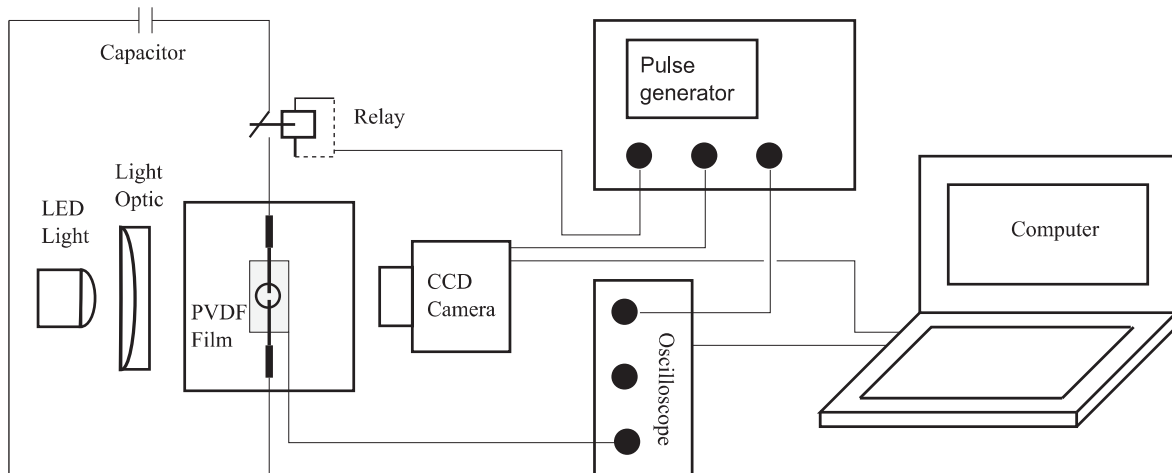 Capacitor
Relay
Pulse
generator
Light
Optic
LED
Light
PVDF
Film
CCD
Camera
Oscilloscope
Computer